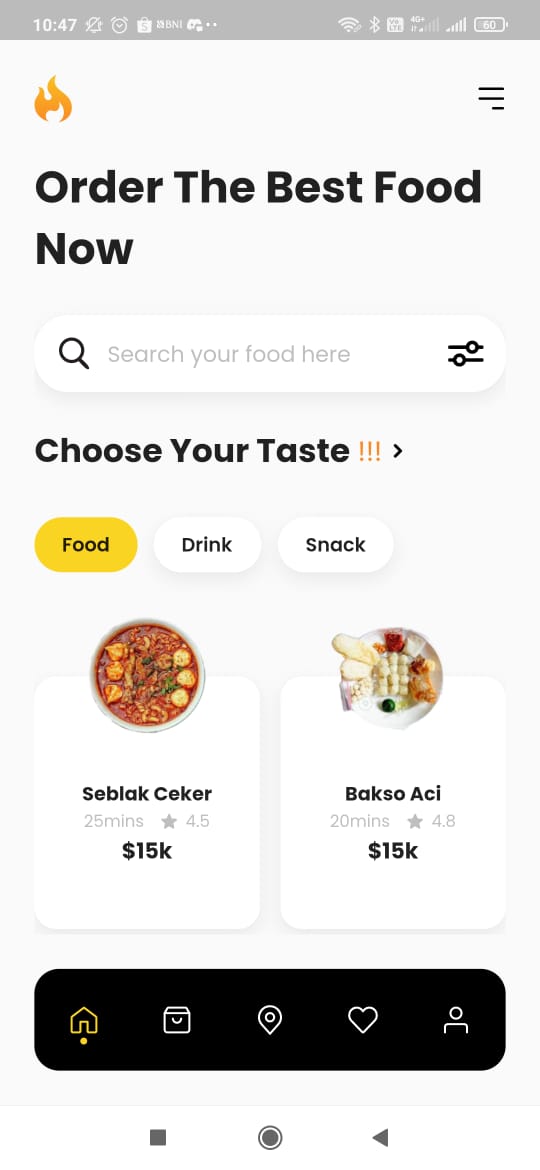 10:47 BNI 4G+ 60
Order The Best Food
Now
Search your food here
Choose Your Taste !!! >
Food Drink Snack
Seblak Ceker Bakso Aci
25mins 4.5 20mins 4.8
$15k $15k